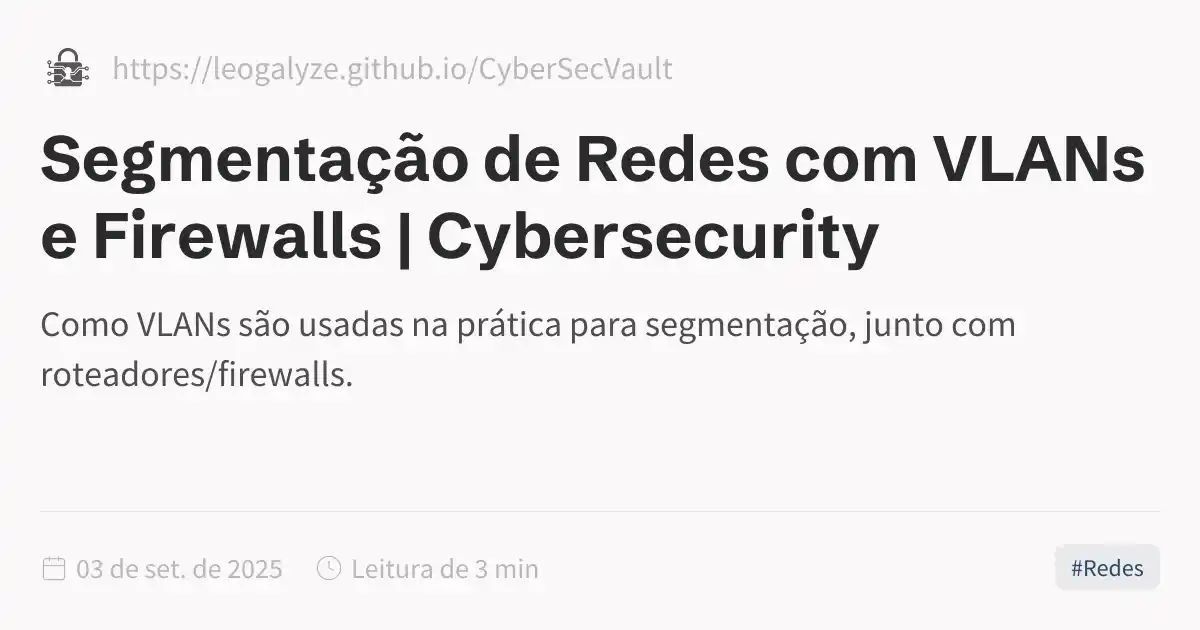 https://leogalyze.github.io/CyberSecVault
Segmentação de Redes com VLANs
e Firewalls | Cybersecurity
Como VLANs são usadas na prática para segmentação, junto com
roteadores/firewalls.
03 de set. de 2025 Leitura de 3 min #Redes